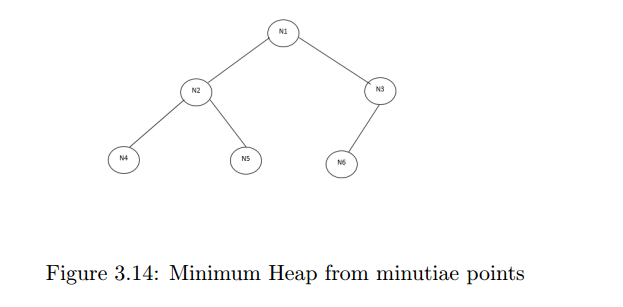 N1
N2
N3
N4
N5
N6
Figure 3.14: Minimum Heap from minutiae points